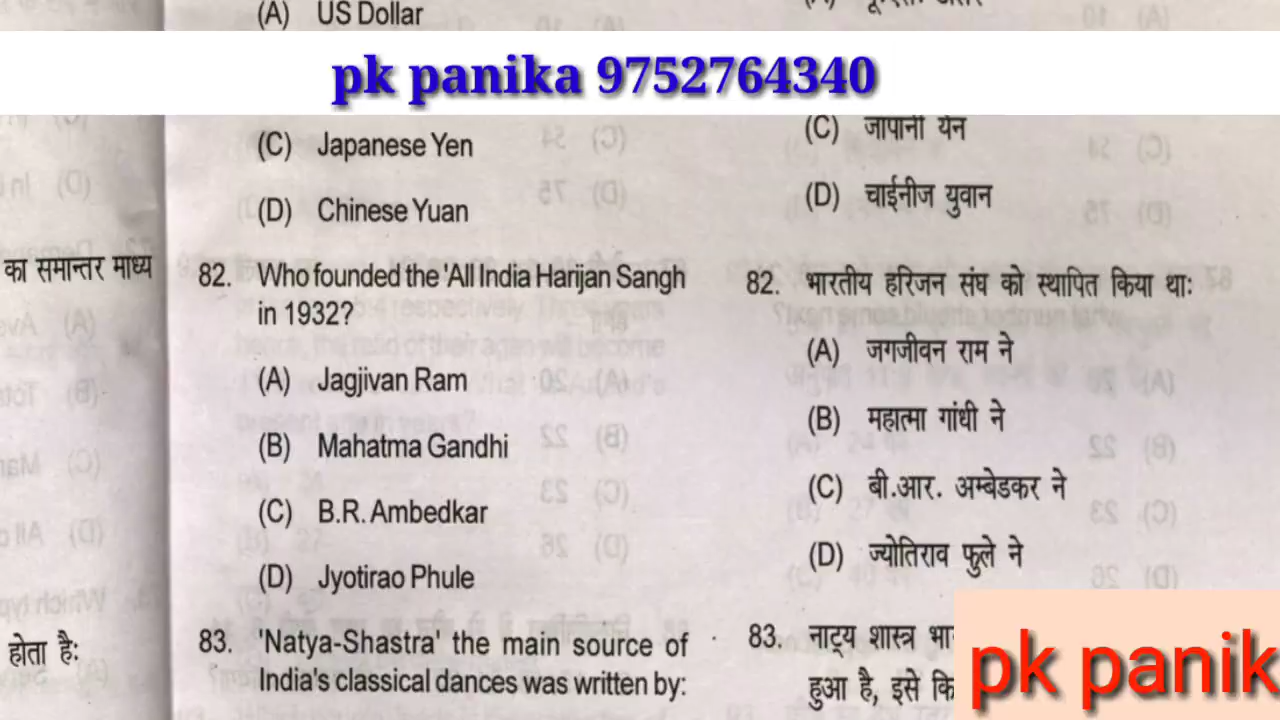 (A) US Dollar
pk panika 9752764340
(C) Japanese Yen
(D) Chinese Yuan
82. Who founded the 'All India Harijan Sangh
in 1932?
(A) Jagjivan Ram
(B) Mahatma Gandhi
(C) B.R. Ambedkar
(D) Jyotirao Phule
83. 'Natya-Shastra' the main source of
India's classical dances was written by:
(C) जापानी येन
(D) चाईनीज युवान
82. भारतीय हरिजन संघ को स्थापित किया थाः
(A) जगजीवन राम ने
(B) महात्मा गांधी ने
(C) बी.आर. अम्बेडकर ने
(D) ज्योतिराव फुले ने
83. नाट्य शास्त्र
हुआ है, इसे
का समान्तर माध्य
होता हैः
pk panik